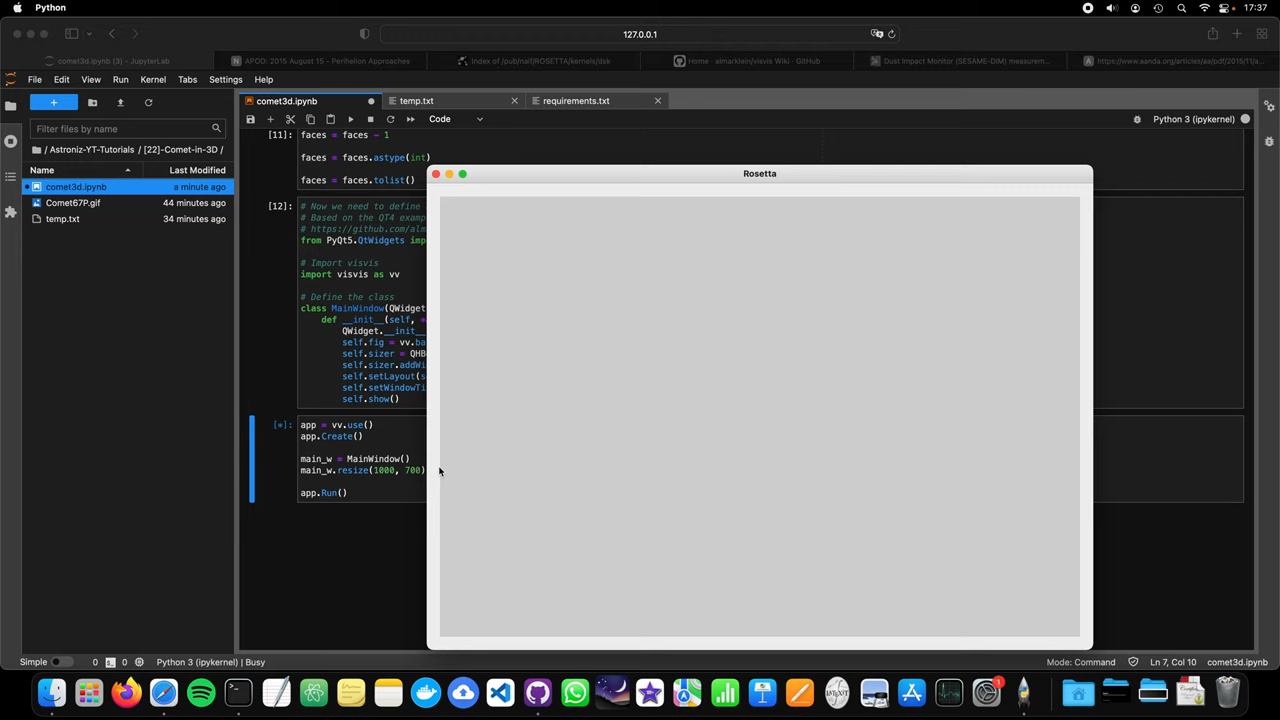 Python
17:37
127.0.0.1
comet3d.ipynb (3) - JupyterLab
APOD: 2015 August 15 - Perihelion Approaches
Index of /pub/naif/ROSETTA/kernels/dsk
Home · almarklein/visvis Wiki · GitHub
Dust Impact Monitor (SESAME-DIM) measurem...
https://www.aanda.org/articles/aa/pdf/2015/11/a...
File Edit View Run Kernel Tabs Settings Help
comet3d.ipynb
temp.txt
requirements.txt
Code
Python 3 (ipykernel)
Filter files by name
/ Astroniz-YT-Tutorials / [22]-Comet-in-3D /
Name
Last Modified
comet3d.ipynb
a minute ago
Comet67P.gif
44 minutes ago
temp.txt
34 minutes ago
[11]:
faces = faces - 1
faces = faces.astype(int)
faces = faces.tolist()
Rosetta
[12]:
# Now we need to define
# Based on the QT4 examp
# https://github.com/alm
from PyQt5.QtWidgets imp
# Import visvis
import visvis as vv
# Define the class
class MainWindow(QWidget
def __init__(self, *
QWidget.__init__
self.fig = vv.ba
self.sizer = QHB
self.sizer.addWi
self.setLayout(s
self.setWindowTi
self.show()
[*]:
app = vv.use()
app.Create()
main_w = MainWindow()
main_w.resize(1000, 700)
app.Run()
Simple
0
0
Python 3 (ipykernel) | Busy
Mode: Command
Ln 7, Col 10
comet3d.ipynb
1